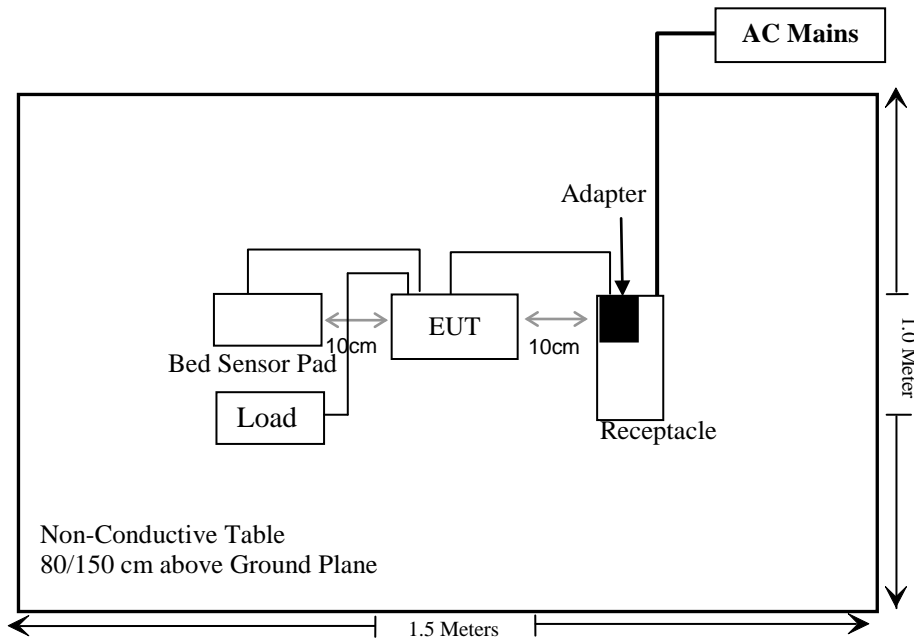 AC Mains
Adapter
EUT
10cm
10cm
Bed Sensor Pad
Load
Receptacle
1.0 Meter
Non-Conductive Table
80/150 cm above Ground Plane
1.5 Meters